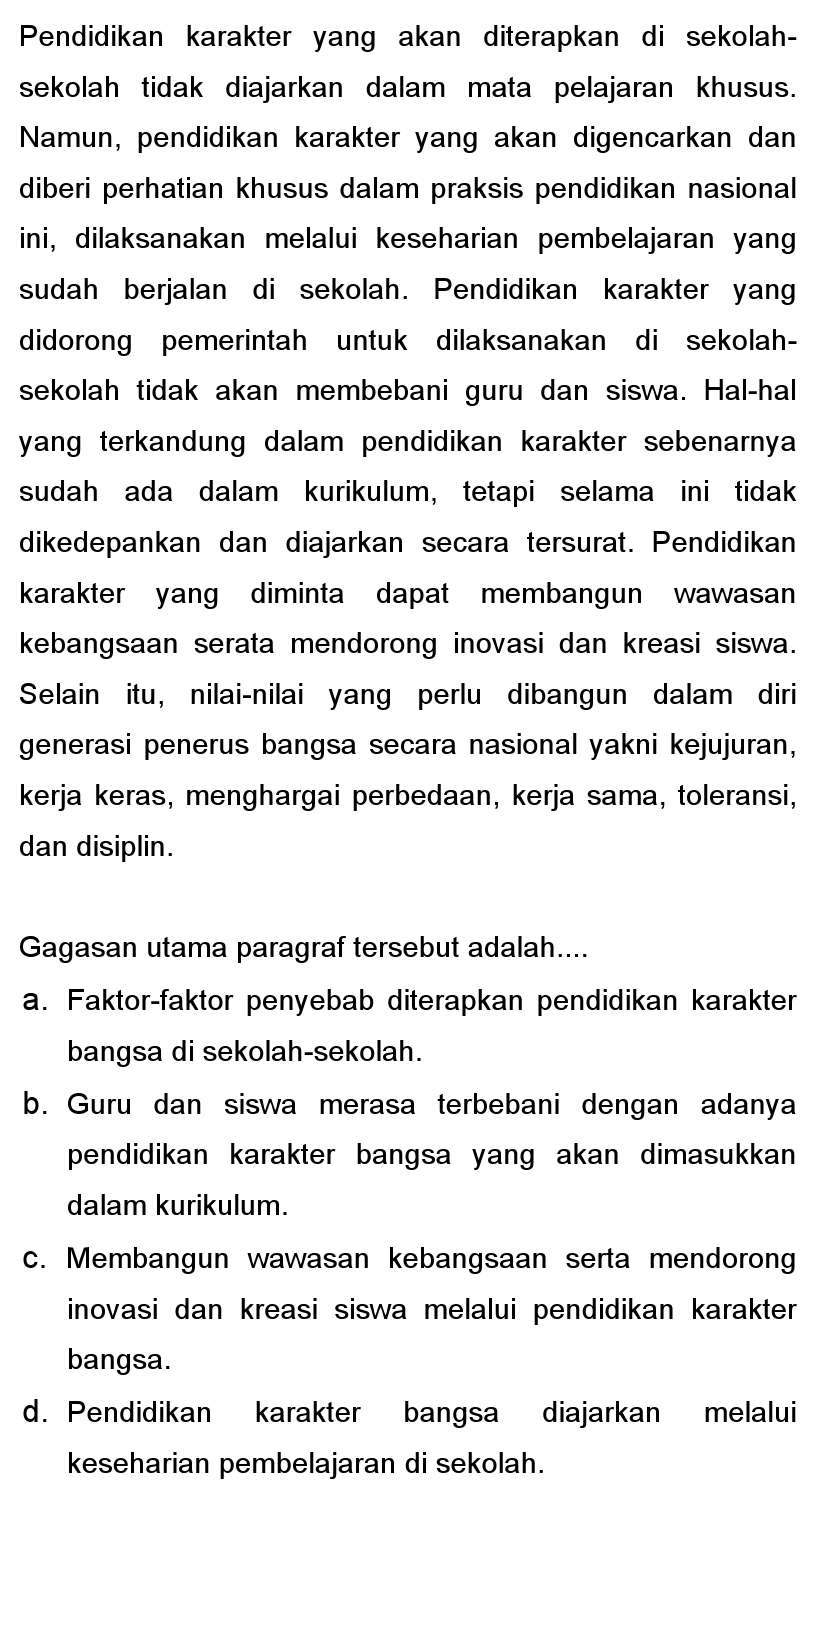 Pendidikan karakter yang akan diterapkan di sekolah-
sekolah tidak diajarkan dalam mata pelajaran khusus.
Namun, pendidikan karakter yang akan digencarkan dan
diberi perhatian khusus dalam praksis pendidikan nasional
ini, dilaksanakan melalui keseharian pembelajaran yang
sudah berjalan di sekolah. Pendidikan karakter yang
didorong pemerintah untuk dilaksanakan di sekolah-
sekolah tidak akan membebani guru dan siswa. Hal-hal
yang terkandung dalam pendidikan karakter sebenarnya
sudah ada dalam kurikulum, tetapi selama ini tidak
dikedepankan dan diajarkan secara tersurat. Pendidikan
karakter yang diminta dapat membangun wawasan
kebangsaan serata mendorong inovasi dan kreasi siswa.
Selain itu, nilai-nilai yang perlu dibangun dalam diri
generasi penerus bangsa secara nasional yakni kejujuran,
kerja keras, menghargai perbedaan, kerja sama, toleransi,
dan disiplin.
Gagasan utama paragraf tersebut adalah....
a. Faktor-faktor penyebab diterapkan pendidikan karakter
bangsa di sekolah-sekolah.
b. Guru dan siswa merasa terbebani dengan adanya
pendidikan karakter bangsa yang akan dimasukkan
dalam kurikulum.
c. Membangun wawasan kebangsaan serta mendorong
inovasi dan kreasi siswa melalui pendidikan karakter
bangsa.
d. Pendidikan karakter bangsa diajarkan melalui
keseharian pembelajaran di sekolah.